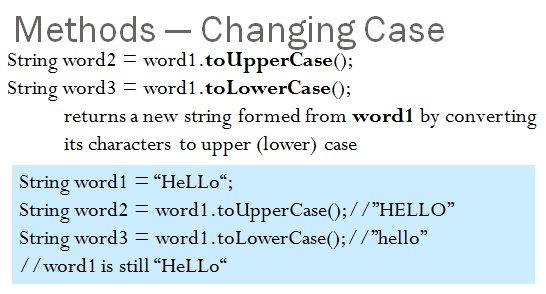 Methods — Changing Case
String word2 = word1.toUpperCase();
String word3 = word1.toLowerCase();
returns a new string formed from word1 by converting
its characters to upper (lower) case
String word1 = “HeLLo“;
String word2 = word1.toUpperCase();//”HELLO”
String word3 = word1.toLowerCase();//”hello”
//word1 is still “HeLLo“